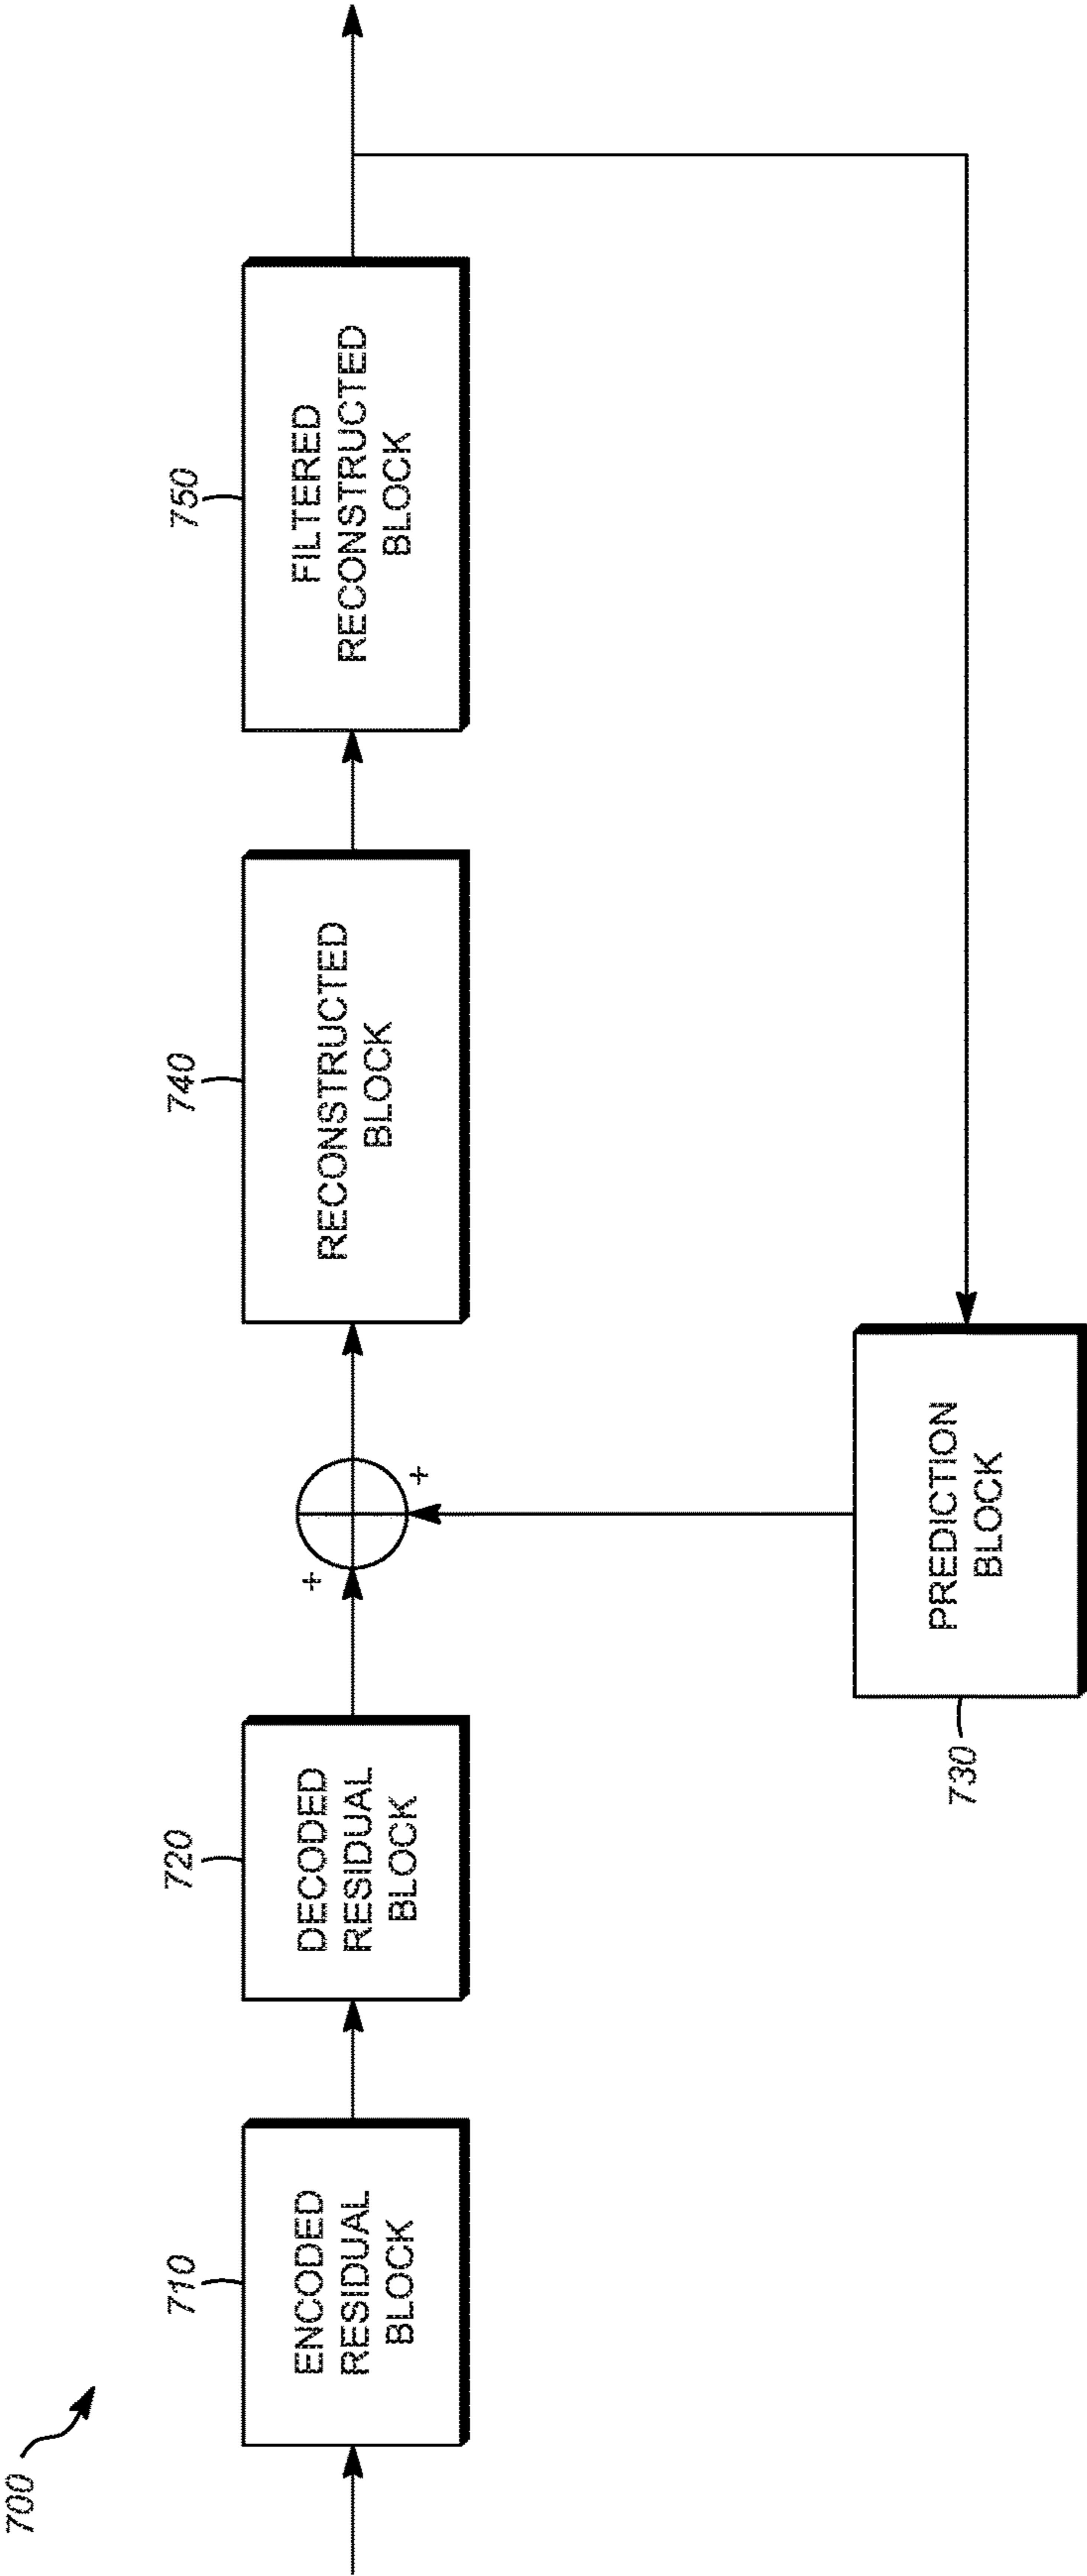 700
710
ENCODED
RESIDUAL
BLOCK
720
DECODED
RESIDUAL
BLOCK
+
+
740
RECONSTRUCTED
BLOCK
750
FILTERED
RECONSTRUCTED
BLOCK
PREDICTION
BLOCK
730